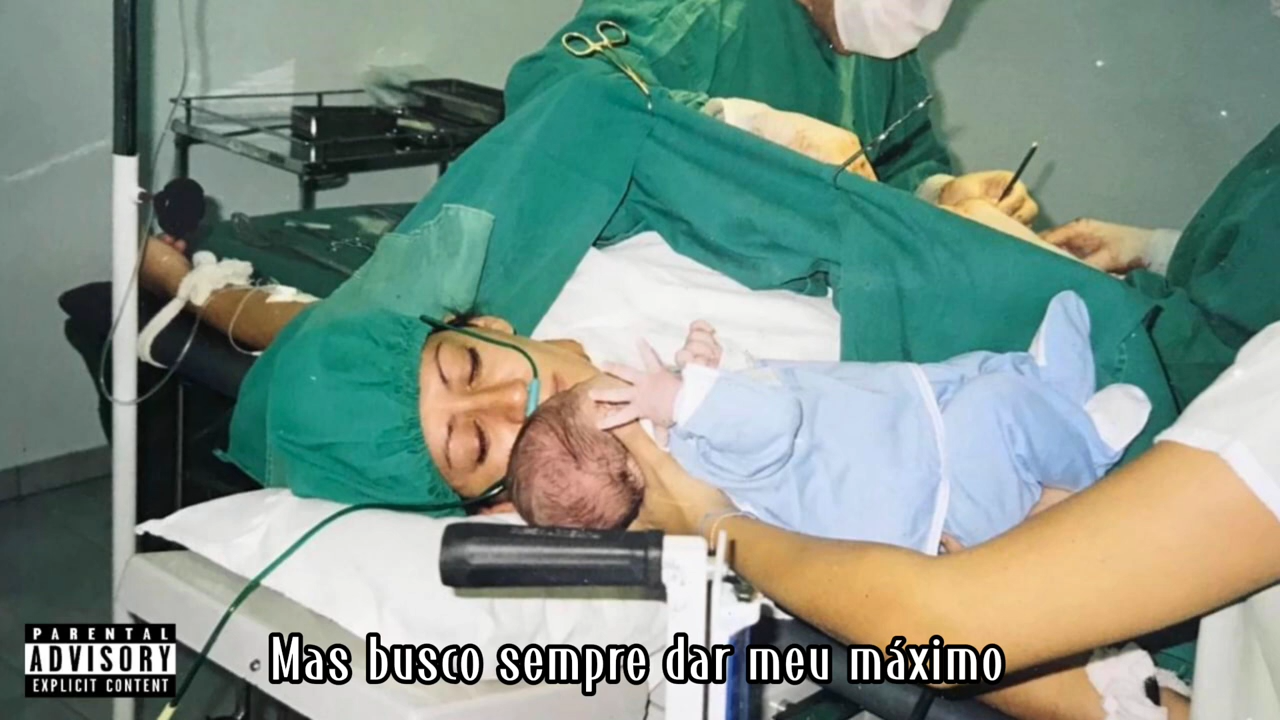 PARENTAL
ADVISORY
EXPLICIT CONTENT
Mas busco sempre dar meu máximo